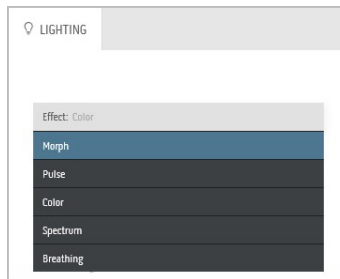 LIGHTING
Effect: Color
Morph
Pulse
Color
Spectrum
Breathing